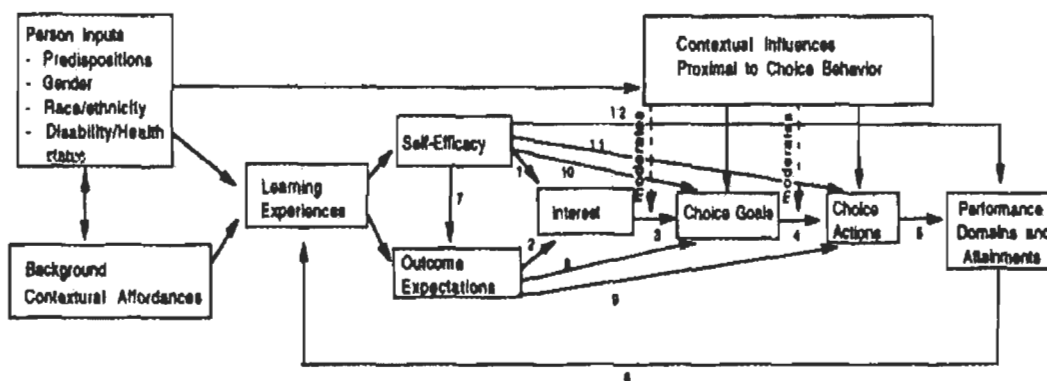 Person Inputs
- Predispositions
- Gender
- Race/ethnicity
- Disability/Health
status
Background
Contextural Affordances
Learning
Experiences
Self-Efficacy
Outcome
Expectations
Interest
Contextual Influences
Proximal to Choice Behavior
moderates
moderates
Choice Goals
Choice
Actions
Performance
Domains and
Attainments
1
2
3
4
5
6
7
8
9
10
11
12